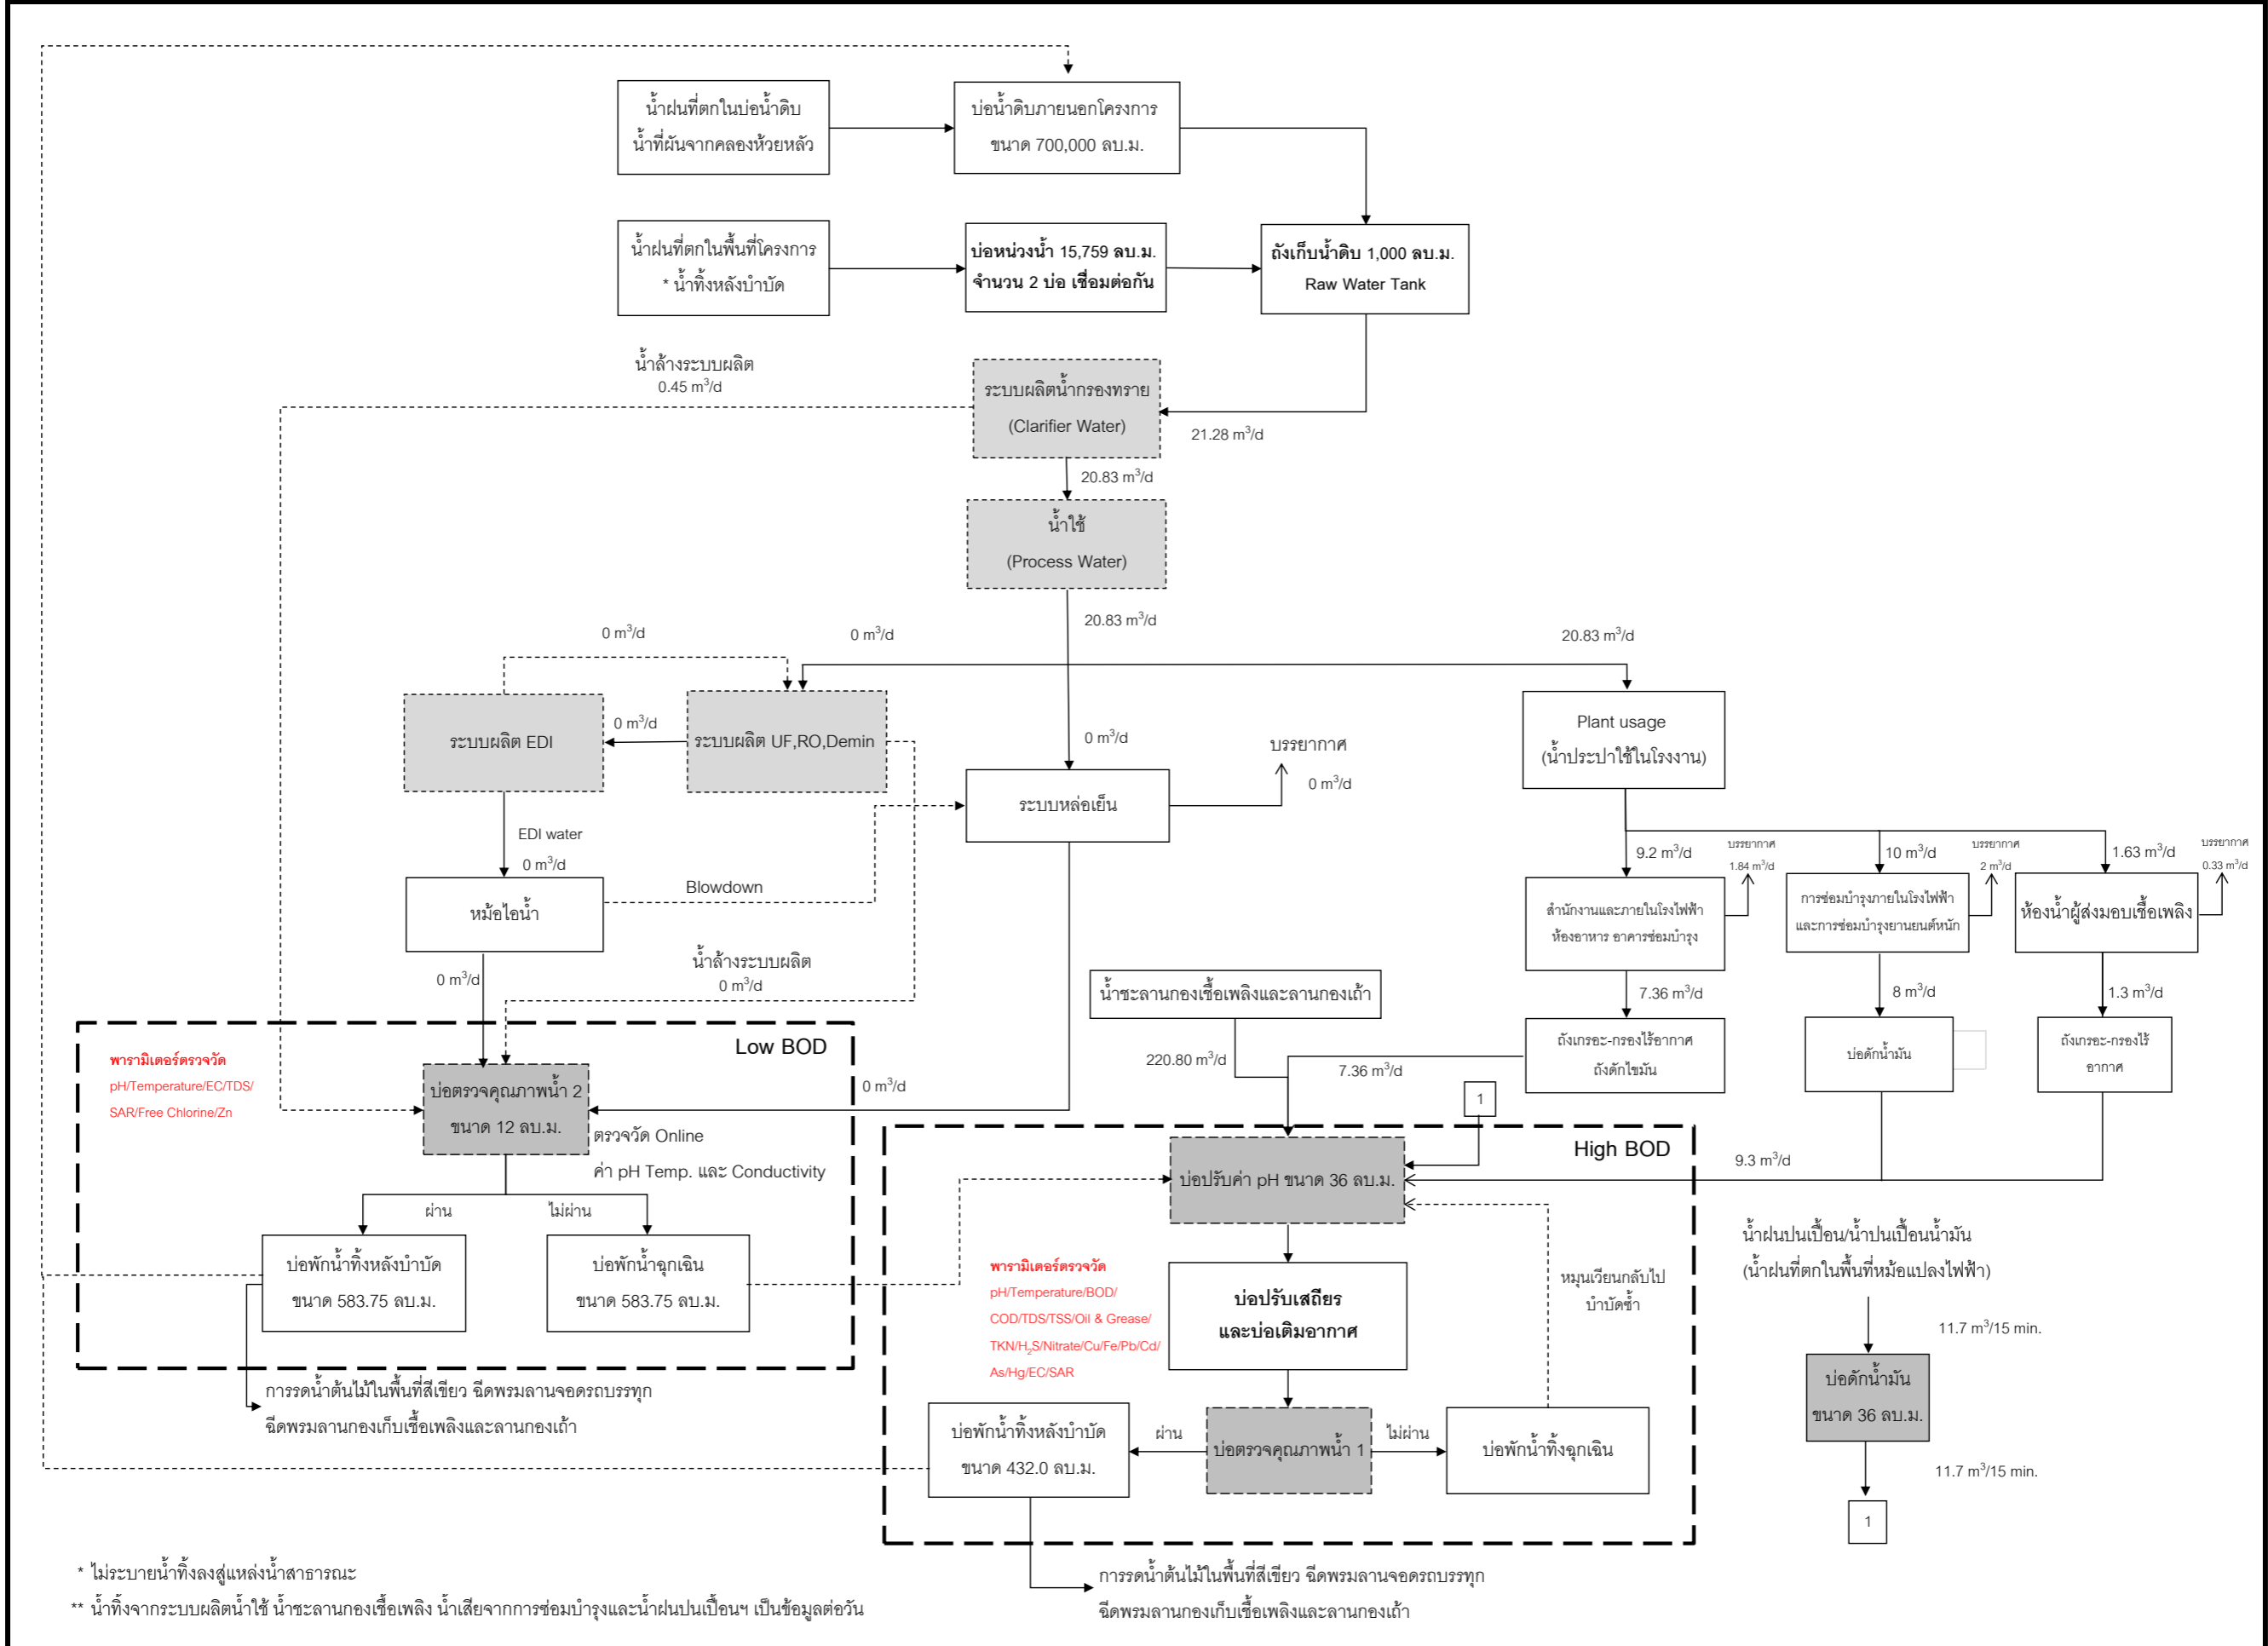 น้ำฝนที่ตกในบ่อน้ำดิบ
น้ำที่ผันจากคลองห้วยหลัว
บ่อน้ำดิบภายนอกโครงการ
ขนาด 700,000 ลบ.ม.
น้ำฝนที่ตกในพื้นที่โครงการ
* น้ำทิ้งหลังบำบัด
บ่อหน่วงน้ำ 15,759 ลบ.ม.
จำนวน 2 บ่อ เชื่อมต่อกัน
ถังเก็บน้ำดิบ 1,000 ลบ.ม.
Raw Water Tank
น้ำล้างระบบผลิต
0.45 m³/d
ระบบผลิตน้ำกรองทราย
(Clarifier Water)
21.28 m³/d
20.83 m³/d
น้ำใช้
(Process Water)
20.83 m³/d
0 m³/d
0 m³/d
20.83 m³/d
ระบบผลิต EDI
0 m³/d
ระบบผลิต UF,RO,Demin
0 m³/d
บรรยากาศ
0 m³/d
Plant usage
(น้ำประปาใช้ในโรงงาน)
ระบบหล่อเย็น
EDI water
0 m³/d
หม้อไอน้ำ
Blowdown
9.2 m³/d
บรรยากาศ
1.84 m³/d
10 m³/d
บรรยากาศ
2 m³/d
1.63 m³/d
บรรยากาศ
0.33 m³/d
สำนักงานและภายในโรงไฟฟ้า
ห้องอาหาร อาคารซ่อมบำรุง
การซ่อมบำรุงภายในโรงไฟฟ้า
และการซ่อมบำรุงยานยนต์หนัก
ห้องน้ำผู้ส่งมอบเชื้อเพลิง
0 m³/d
น้ำล้างระบบผลิต
0 m³/d
น้ำชะลานกองเชื้อเพลิงและลานกองเถ้า
7.36 m³/d
8 m³/d
1.3 m³/d
Low BOD
พารามิเตอร์ตรวจวัด
pH/Temperature/EC/TDS/
SAR/Free Chlorine/Zn
บ่อตรวจคุณภาพน้ำ 2
ขนาด 12 ลบ.ม.
0 m³/d
220.80 m³/d
7.36 m³/d
ถังเกรอะ-กรองไร้อากาศ
ถังดักไขมัน
บ่อดักน้ำมัน
ถังเกรอะ-กรองไร้
อากาศ
1
ตรวจวัด Online
ค่า pH Temp. และ Conductivity
High BOD
บ่อปรับค่า pH ขนาด 36 ลบ.ม.
9.3 m³/d
ผ่าน
ไม่ผ่าน
บ่อพักน้ำทิ้งหลังบำบัด
ขนาด 583.75 ลบ.ม.
บ่อพักน้ำฉุกเฉิน
ขนาด 583.75 ลบ.ม.
พารามิเตอร์ตรวจวัด
pH/Temperature/BOD/
COD/TDS/TSS/Oil & Grease/
TKN/H₂S/Nitrate/Cu/Fe/Pb/Cd/
As/Hg/EC/SAR
บ่อปรับเสถียร
และบ่อเติมอากาศ
หมุนเวียนกลับไป
บำบัดซ้ำ
น้ำฝนปนเปื้อน/น้ำปนเปื้อนน้ำมัน
(น้ำฝนที่ตกในพื้นที่หม้อแปลงไฟฟ้า)
11.7 m³/15 min.
บ่อดักน้ำมัน
ขนาด 36 ลบ.ม.
การรดน้ำต้นไม้ในพื้นที่สีเขียว ฉีดพรมลานจอดรถบรรทุก
ฉีดพรมลานกองเก็บเชื้อเพลิงและลานกองเถ้า
บ่อพักน้ำทิ้งหลังบำบัด
ขนาด 432.0 ลบ.ม.
ผ่าน
บ่อตรวจคุณภาพน้ำ 1
ไม่ผ่าน
บ่อพักน้ำทิ้งฉุกเฉิน
11.7 m³/15 min.
1
* ไม่ระบายน้ำทิ้งลงสู่แหล่งน้ำสาธารณะ
** น้ำทิ้งจากระบบผลิตน้ำใช้ น้ำชะลานกองเชื้อเพลิง น้ำเสียจากการซ่อมบำรุงและน้ำฝนปนเปื้อนฯ เป็นข้อมูลต่อวัน
การรดน้ำต้นไม้ในพื้นที่สีเขียว ฉีดพรมลานจอดรถบรรทุก
ฉีดพรมลานกองเก็บเชื้อเพลิงและลานกองเถ้า